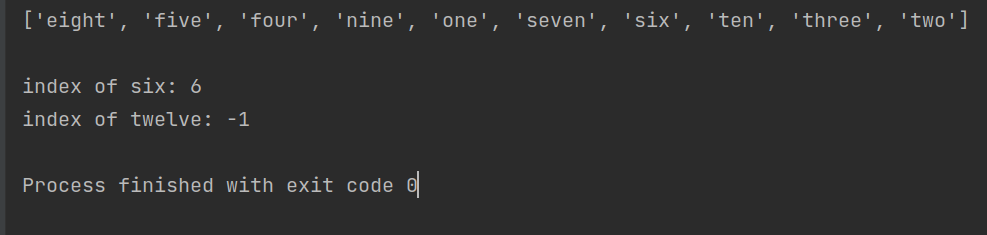 ['eight', 'five', 'four', 'nine', 'one', 'seven', 'six', 'ten', 'three', 'two']
index of six: 6
index of twelve: -1
Process finished with exit code 0